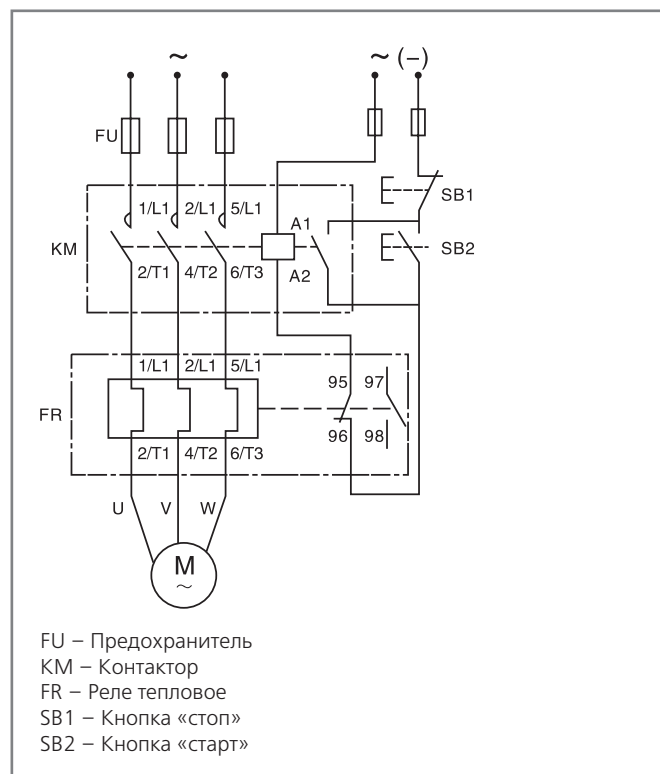 ~ ~ (–)
FU
SB1
1/L1 2/L1 5/L1 A1
KM SB2
2/T1 4/T2 6/T3 A2
1/L1 2/L1 5/L1
95 97
FR
96 98
2/T1 4/T2 6/T3
U V W
M
~
FU – Предохранитель
КМ – Контактор
FR – Реле тепловое
SB1 – Кнопка «стоп»
SB2 – Кнопка «старт»